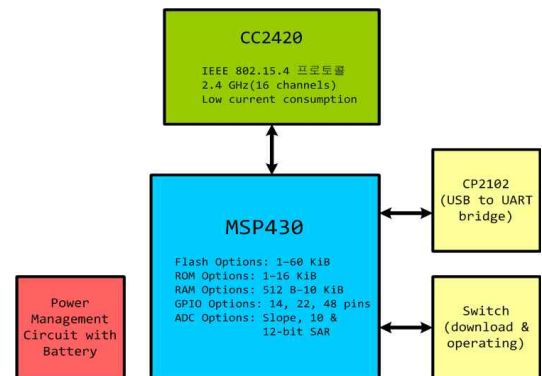 CC2420
IEEE 802.15.4 프로토콜
2.4 GHz(16 channels)
Low current consumption
MSP430
Flash Options: 1-60 KiB
ROM Options: 1-16 KiB
RAM Options: 512 B-10 KiB
GPIO Options: 14, 22, 48 pins
ADC Options: Slope, 10 &
12-bit SAR
CP2102
(USB to UART
bridge)
Power
Management
Circuit with
Battery
Switch
(download &
operating)